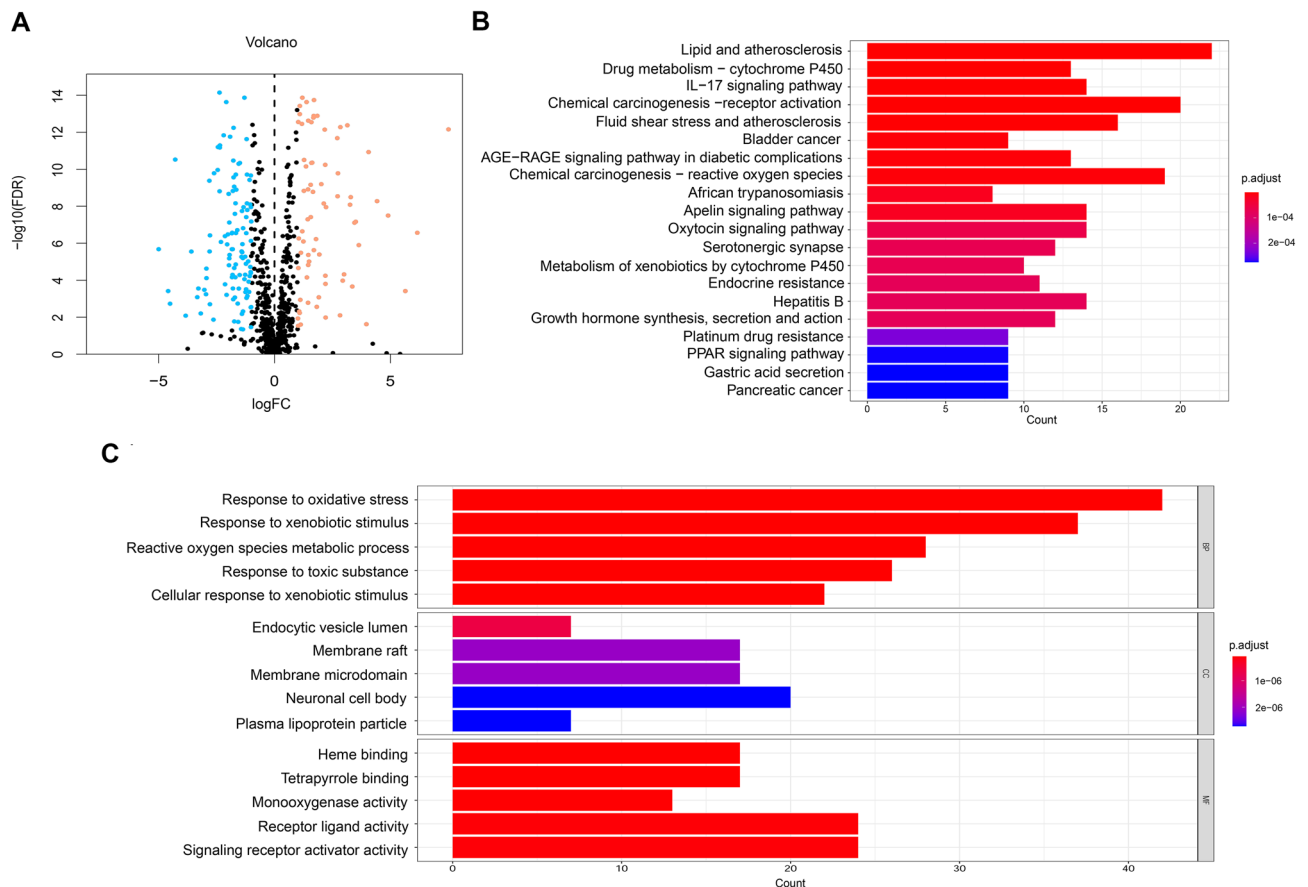 A
Volcano
−log10(FDR)
14
12
10
8
6
4
2
0
−5
0
5
logFC
B
Lipid and atherosclerosis
Drug metabolism − cytochrome P450
IL−17 signaling pathway
Chemical carcinogenesis −receptor activation
Fluid shear stress and atherosclerosis
Bladder cancer
AGE−RAGE signaling pathway in diabetic complications
Chemical carcinogenesis − reactive oxygen species
African trypanosomiasis
Apelin signaling pathway
Oxytocin signaling pathway
Serotonergic synapse
Metabolism of xenobiotics by cytochrome P450
Endocrine resistance
Hepatitis B
Growth hormone synthesis, secretion and action
Platinum drug resistance
PPAR signaling pathway
Gastric acid secretion
Pancreatic cancer
0
5
10
15
20
Count
p.adjust
1e−04
2e−04
C
Response to oxidative stress
Response to xenobiotic stimulus
Reactive oxygen species metabolic process
Response to toxic substance
Cellular response to xenobiotic stimulus
BP
Endocytic vesicle lumen
Membrane raft
Membrane microdomain
Neuronal cell body
Plasma lipoprotein particle
CC
Heme binding
Tetrapyrrole binding
Monooxygenase activity
Receptor ligand activity
Signaling receptor activator activity
MF
0
10
20
30
40
Count
p.adjust
1e−06
2e−06